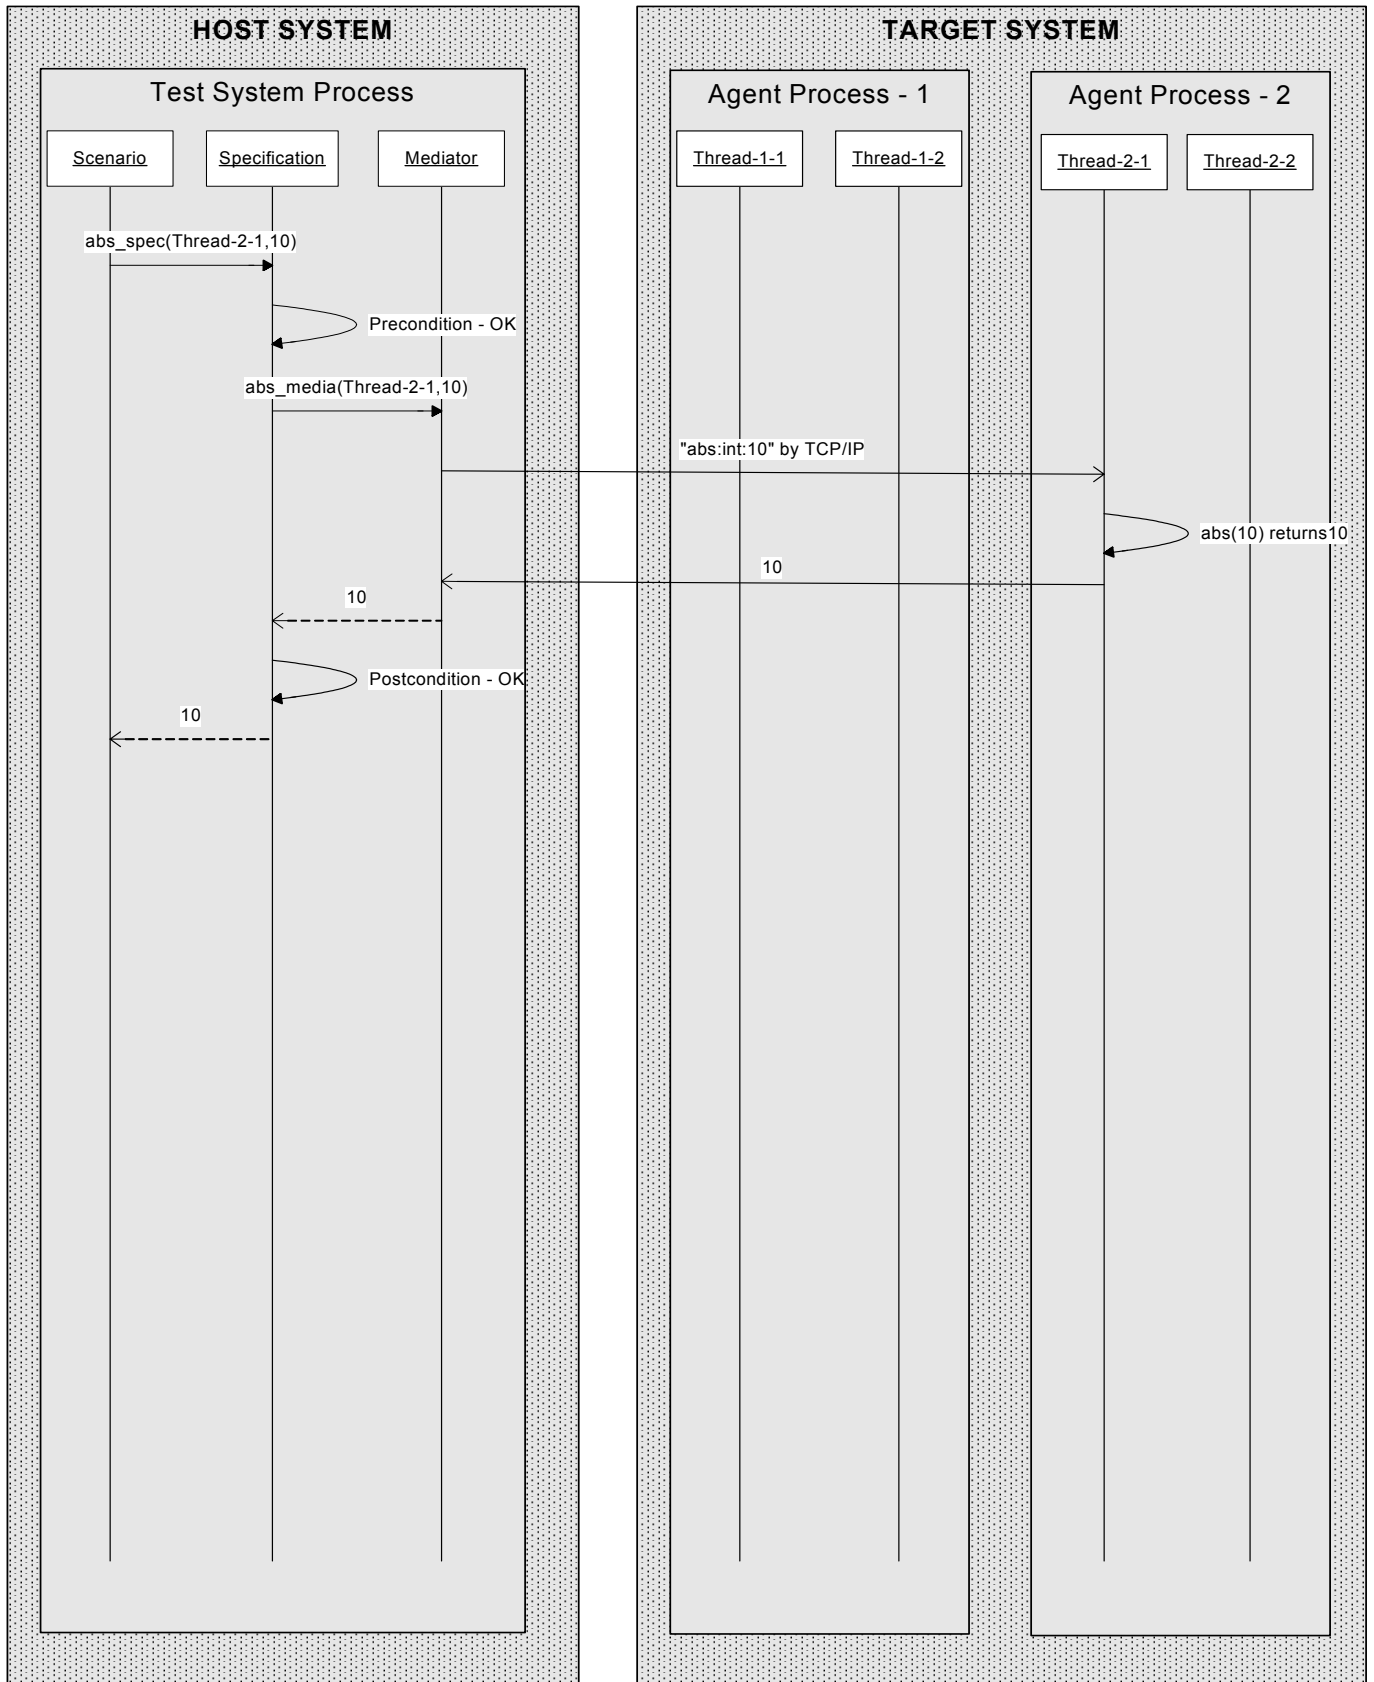 HOST SYSTEM
TARGET SYSTEM
Test System Process
Agent Process - 1
Agent Process - 2
Scenario
Specification
Mediator
Thread-1-1
Thread-1-2
Thread-2-1
Thread-2-2
abs_spec(Thread-2-1,10)
Precondition - OK
abs_media(Thread-2-1,10)
"abs:int:10" by TCP/IP
abs(10) returns10
10
10
Postcondition - OK
10